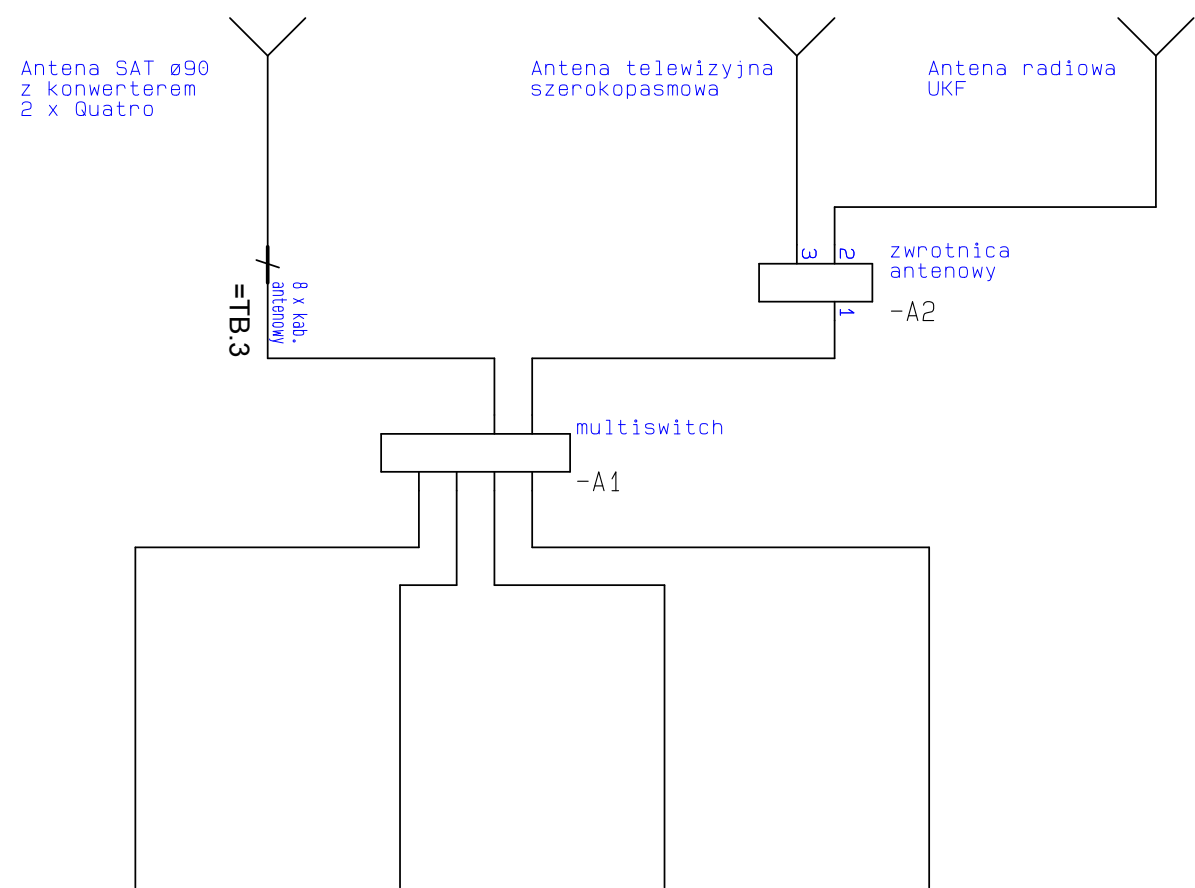 Antena SAT ø90
z konwerterem
2 x Quatro
Antena telewizyjna
szerokopasmowa
Antena radiowa
UKF
3
2
zwrotnica
antenowy
-A2
1
8 x kab.
antenowy
=TB.3
multiswitch
-A1